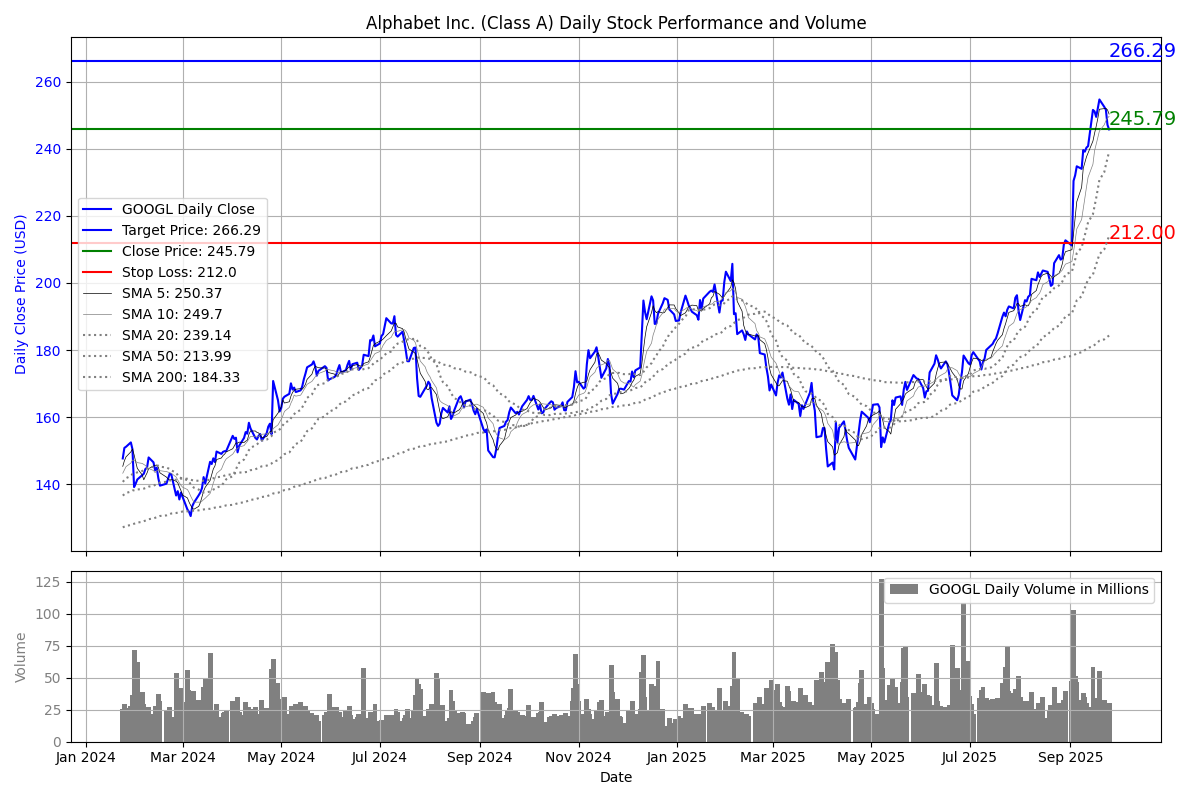 Alphabet Inc. (Class A) Daily Stock Performance and Volume
266.29
245.79
212.00
260
240
220
200
180
160
140
Daily Close Price (USD)
GOOGL Daily Close
Target Price: 266.29
Close Price: 245.79
Stop Loss: 212.0
SMA 5: 250.37
SMA 10: 249.7
SMA 20: 239.14
SMA 50: 213.99
SMA 200: 184.33
125
100
75
50
25
0
Volume
GOOGL Daily Volume in Millions
Jan 2024
Mar 2024
May 2024
Jul 2024
Sep 2024
Nov 2024
Jan 2025
Mar 2025
May 2025
Jul 2025
Sep 2025
Date